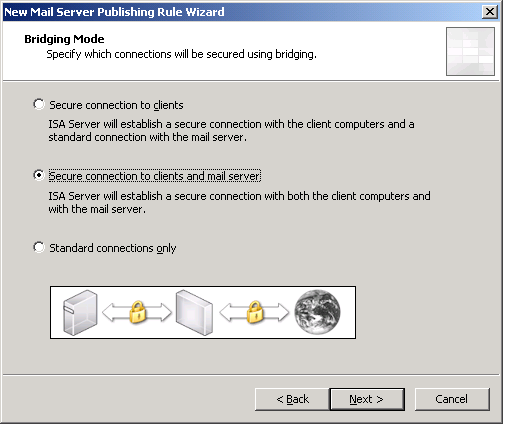 New Mail Server Publishing Rule Wizard
Bridging Mode
Specify which connections will be secured using bridging.
Secure connection to clients
ISA Server will establish a secure connection with the client computers and a
standard connection with the mail server.
Secure connection to clients and mail server
ISA Server will establish a secure connection with both the client computers and
with the mail server.
Standard connections only
< Back
Next >
Cancel